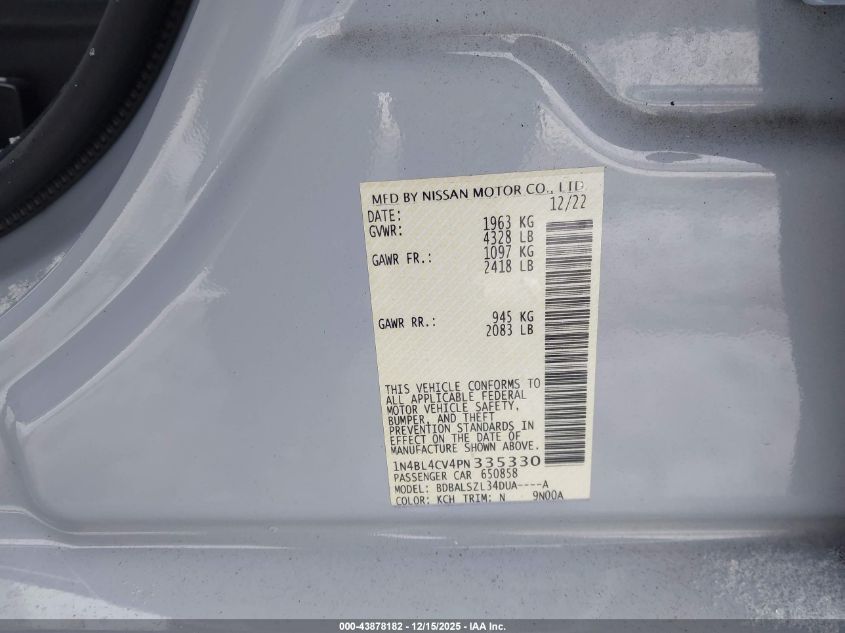 MFD BY NISSAN MOTOR CO., LTD.
DATE: 12/22
GVWR: 1963 KG
4328 LB
GAWR FR.: 1097 KG
2418 LB
GAWR RR.: 945 KG
2083 LB
THIS VEHICLE CONFORMS TO
ALL APPLICABLE FEDERAL
MOTOR VEHICLE SAFETY,
BUMPER, AND THEFT
PREVENTION STANDARDS IN
EFFECT ON THE DATE OF
MANUFACTURE SHOWN ABOVE.
1N4BL4CV4PN335330
PASSENGER CAR 650858
MODEL: BDBALSZL34DUA----A
COLOR: KCH TRIM: N 9N00A
000-43878182 - 12/15/2025 - IAA Inc.